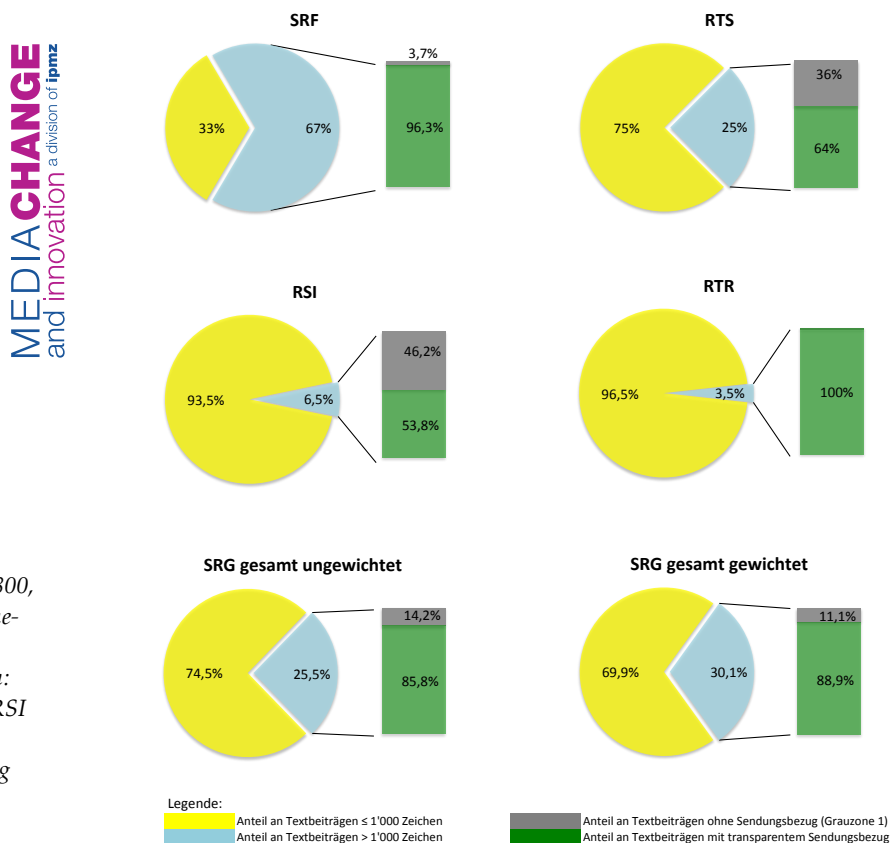 MEDIACHANGE
and innovation a division of ipmz
SRF
33%
67%
3,7%
96,3%
RTS
75%
25%
36%
64%
RSI
93,5%
6,5%
46,2%
53,8%
RTR
96,5%
3,5%
100%
SRG gesamt ungewichtet
74,5%
25,5%
14,2%
85,8%
SRG gesamt gewichtet
69,9%
30,1%
11,1%
88,9%
300,
e-
:
RSI
g
Legende:
Anteil an Textbeiträgen ≤ 1'000 Zeichen
Anteil an Textbeiträgen > 1'000 Zeichen
Anteil an Textbeiträgen ohne Sendungsbezug (Grauzone 1)
Anteil an Textbeiträgen mit transparentem Sendungsbezug